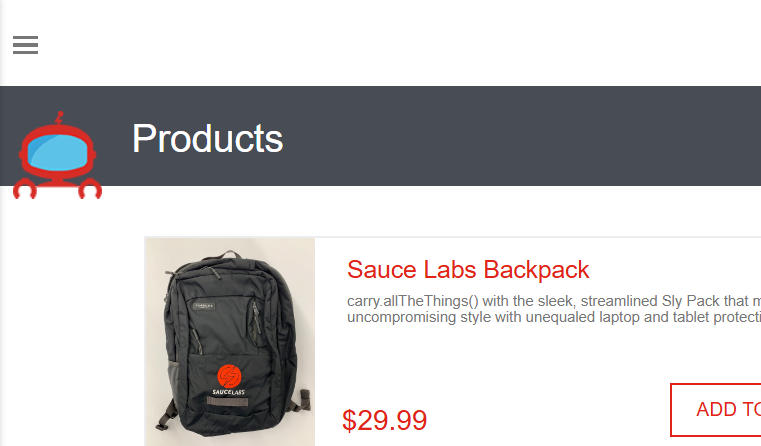 Products
Sauce Labs Backpack
carry.allTheThings() with the sleek, streamlined Sly Pack that
uncompromising style with unequaled laptop and tablet protecti
SAUCELABS
$29.99
ADD TO